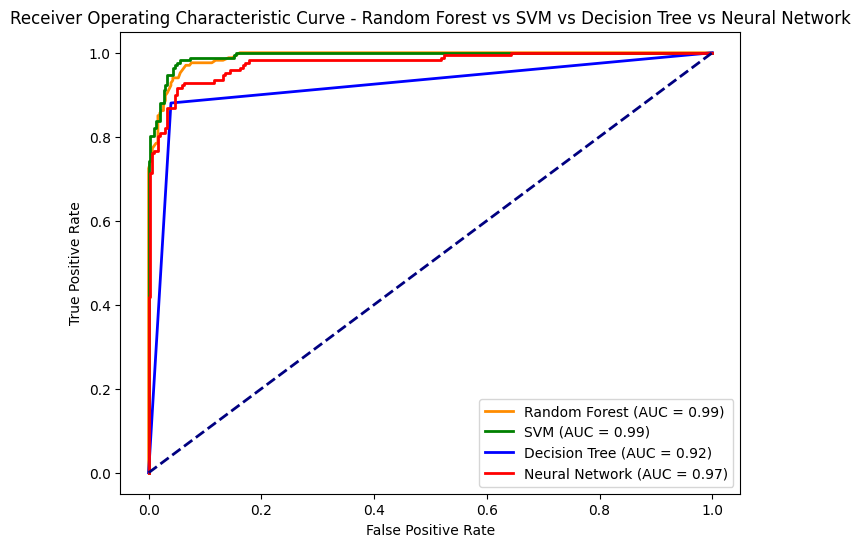 Receiver Operating Characteristic Curve - Random Forest vs SVM vs Decision Tree vs Neural Network
1.0
0.8
0.6
0.4
0.2
0.0
True Positive Rate
Random Forest (AUC = 0.99)
SVM (AUC = 0.99)
Decision Tree (AUC = 0.92)
Neural Network (AUC = 0.97)
0.0 0.2 0.4 0.6 0.8 1.0
False Positive Rate